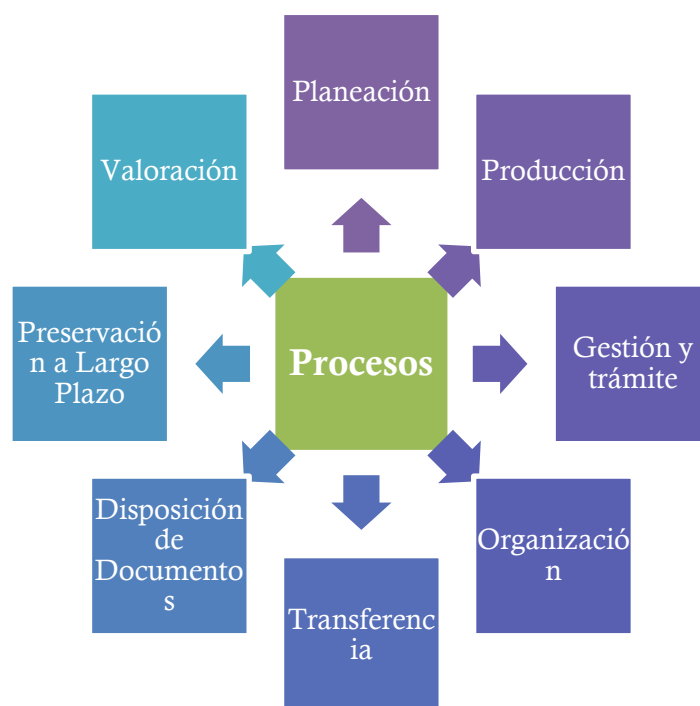 Planeación
Producción
Gestión y
trámite
Organizació
n
Transferenc
ia
Disposición
de
Documento
s
Preservació
n a Largo
Plazo
Valoración
Procesos